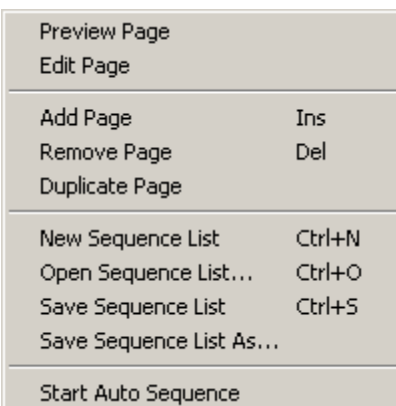 Preview Page
Edit Page
Add Page Ins
Remove Page Del
Duplicate Page
New Sequence List Ctrl+N
Open Sequence List... Ctrl+O
Save Sequence List Ctrl+S
Save Sequence List As...
Start Auto Sequence